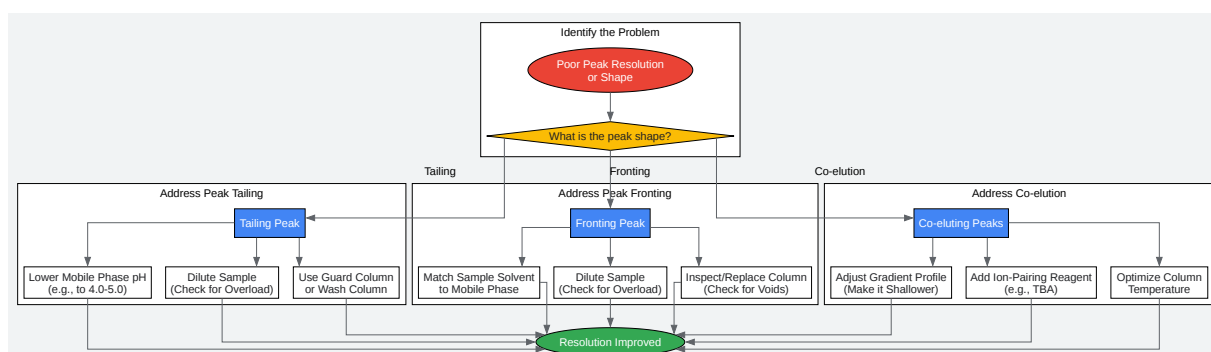 Identify the Problem
Poor Peak Resolution
or Shape
What is the peak shape?
Tailing
Fronting
Co-elution
Address Peak Tailing
Address Peak Fronting
Address Co-elution
Tailing Peak
Fronting Peak
Co-eluting Peaks
Lower Mobile Phase pH
(e.g., to 4.0-5.0)
Dilute Sample
(Check for Overload)
Use Guard Column
or Wash Column
Match Sample Solvent
to Mobile Phase
Dilute Sample
(Check for Overload)
Inspect/Replace Column
(Check for Voids)
Adjust Gradient Profile
(Make it Shallower)
Add Ion-Pairing Reagent
(e.g., TBA)
Optimize Column
Temperature
Resolution Improved